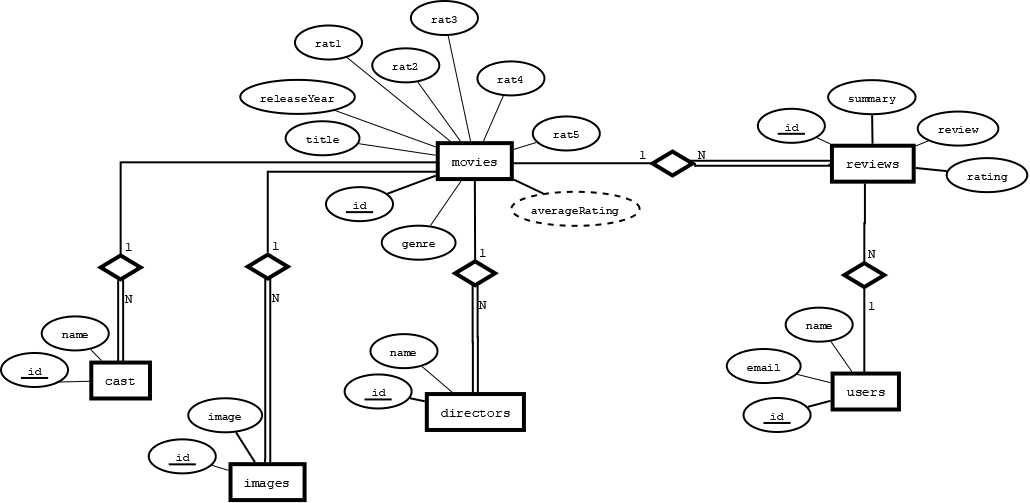 rat3
rat1
rat2
rat4
releaseYear
summary
id
review
title
rat5
movies
1
N
reviews
rating
id
averageRating
genre
1
1
1
N
N
N
N
1
name
name
name
id
cast
email
id
directors
users
image
id
id
images